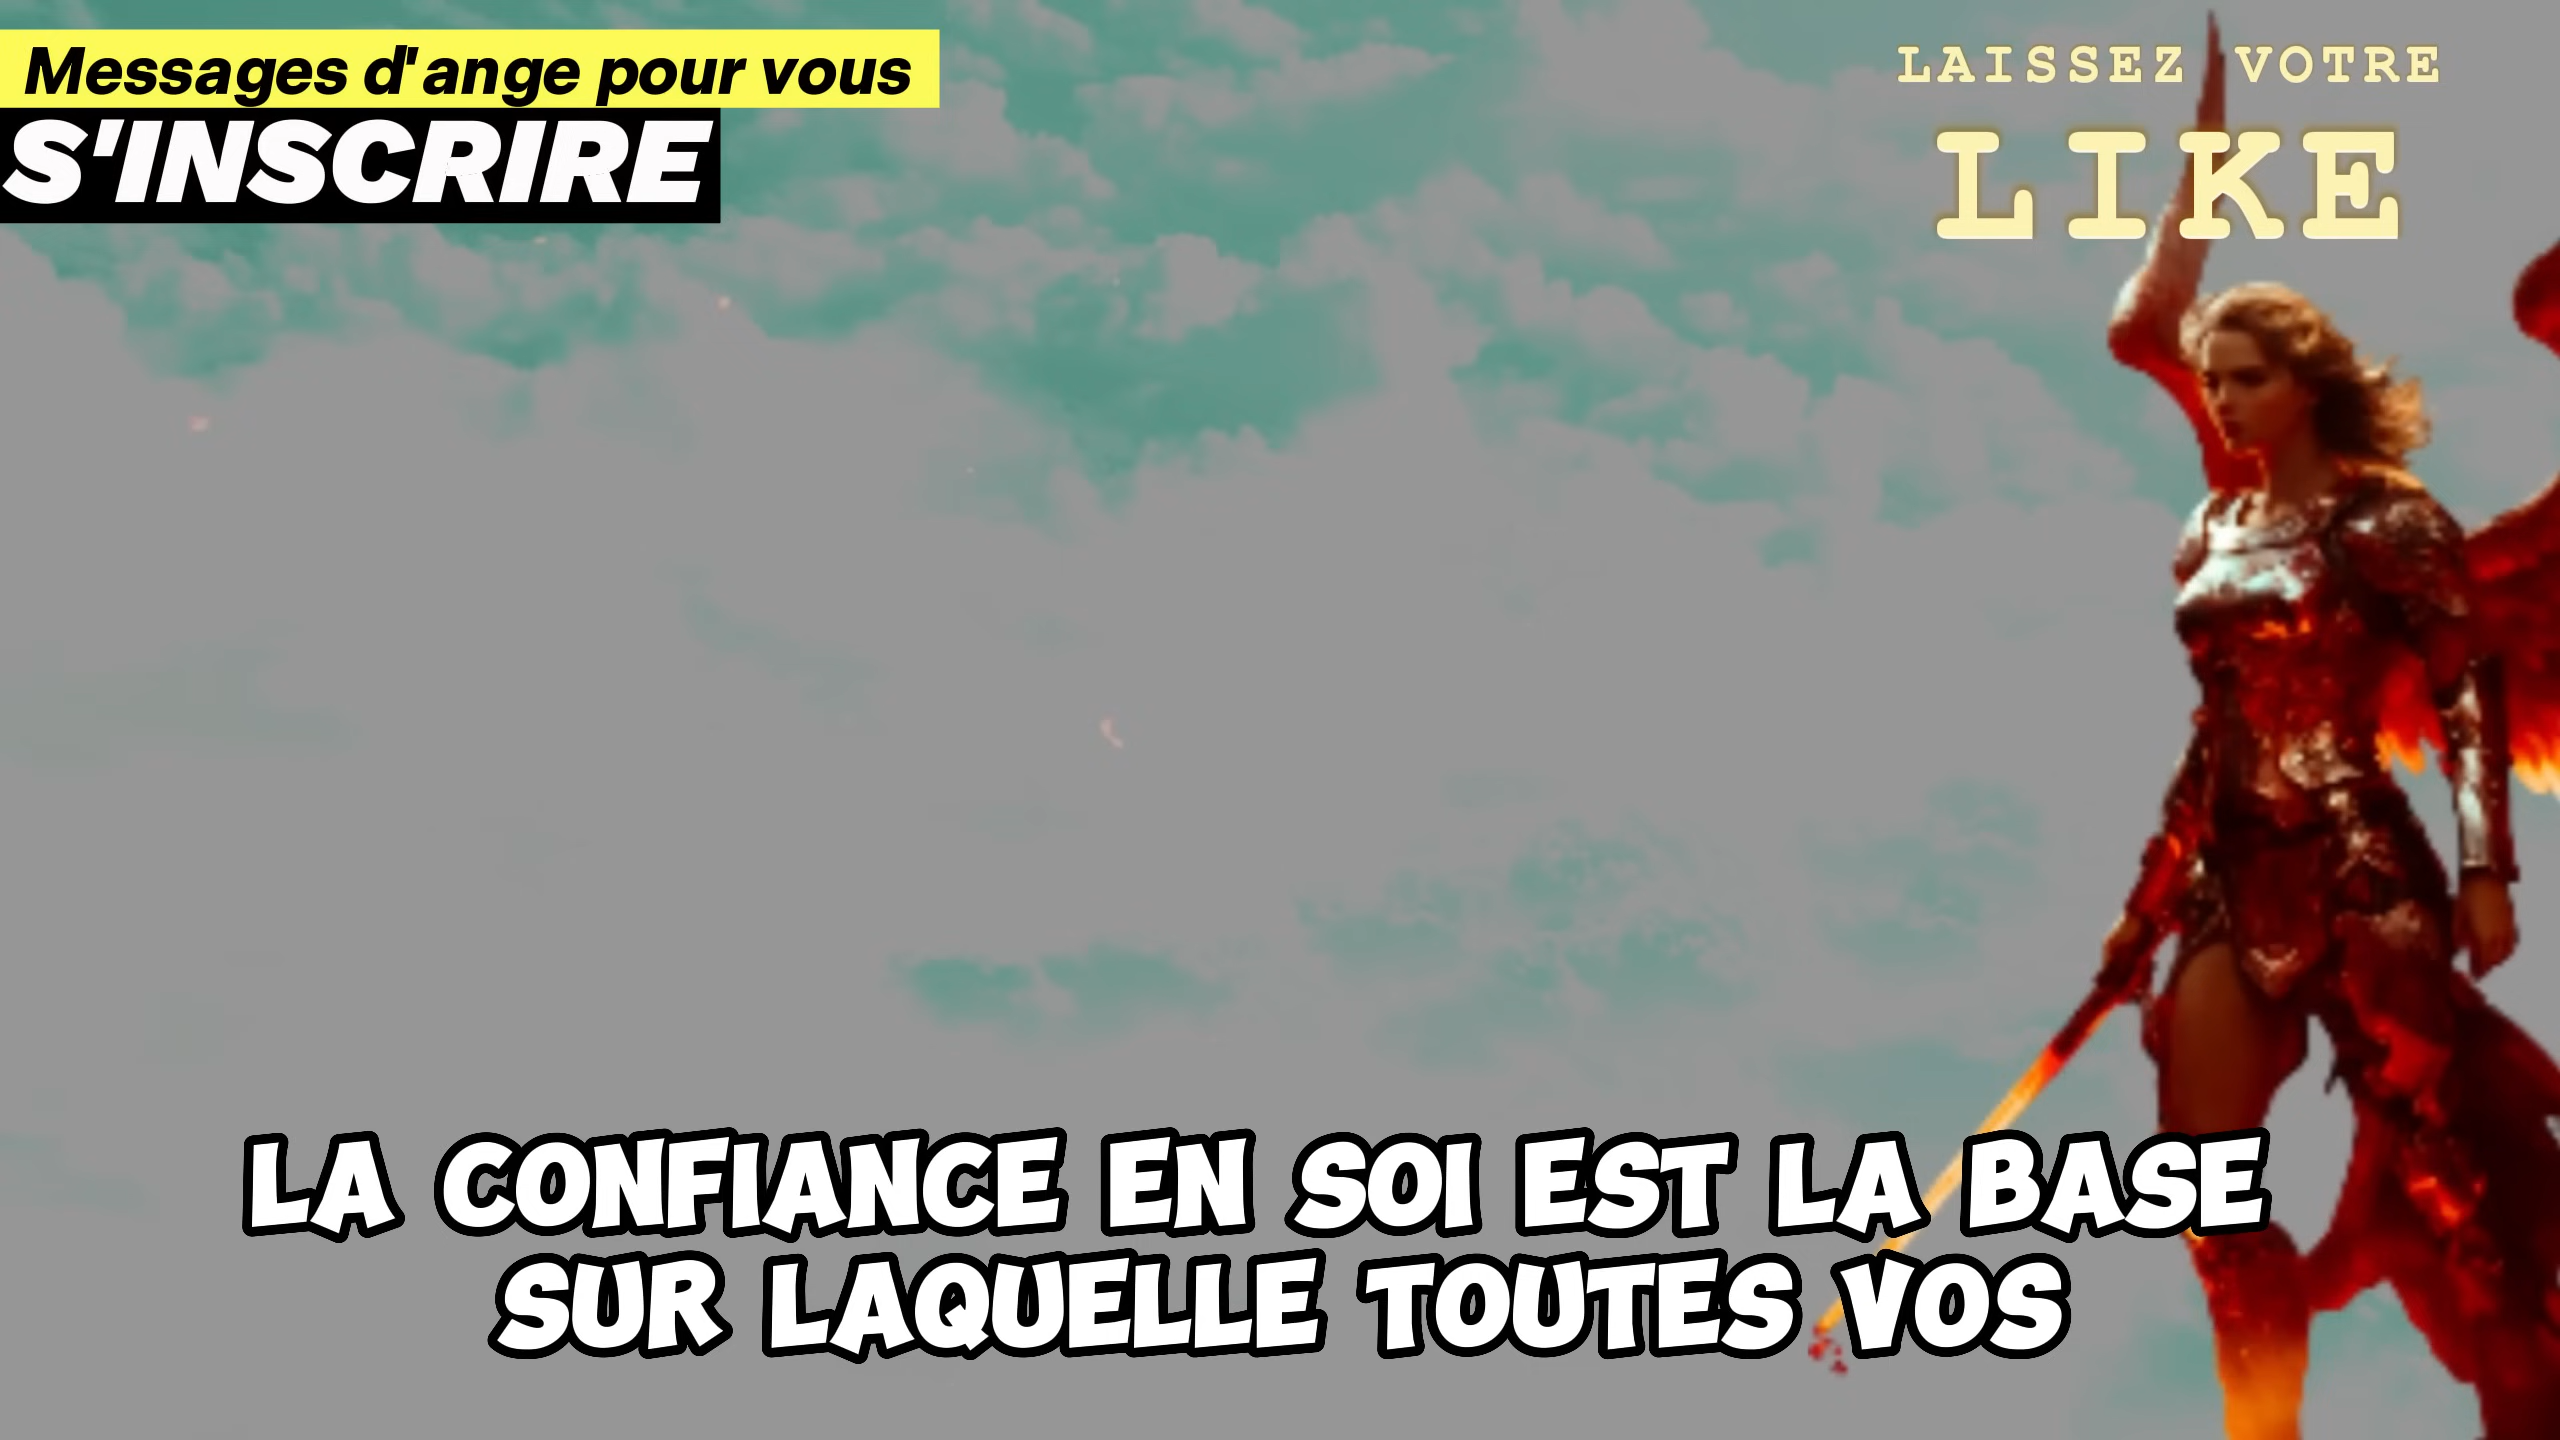 Messages d'ange pour vous
S'INSCRIRE
LAISSEZ VOTRE
LIKE
LA CONFIANCE EN SOI EST LA BASE
SUR LAQUELLE TOUTES VOS